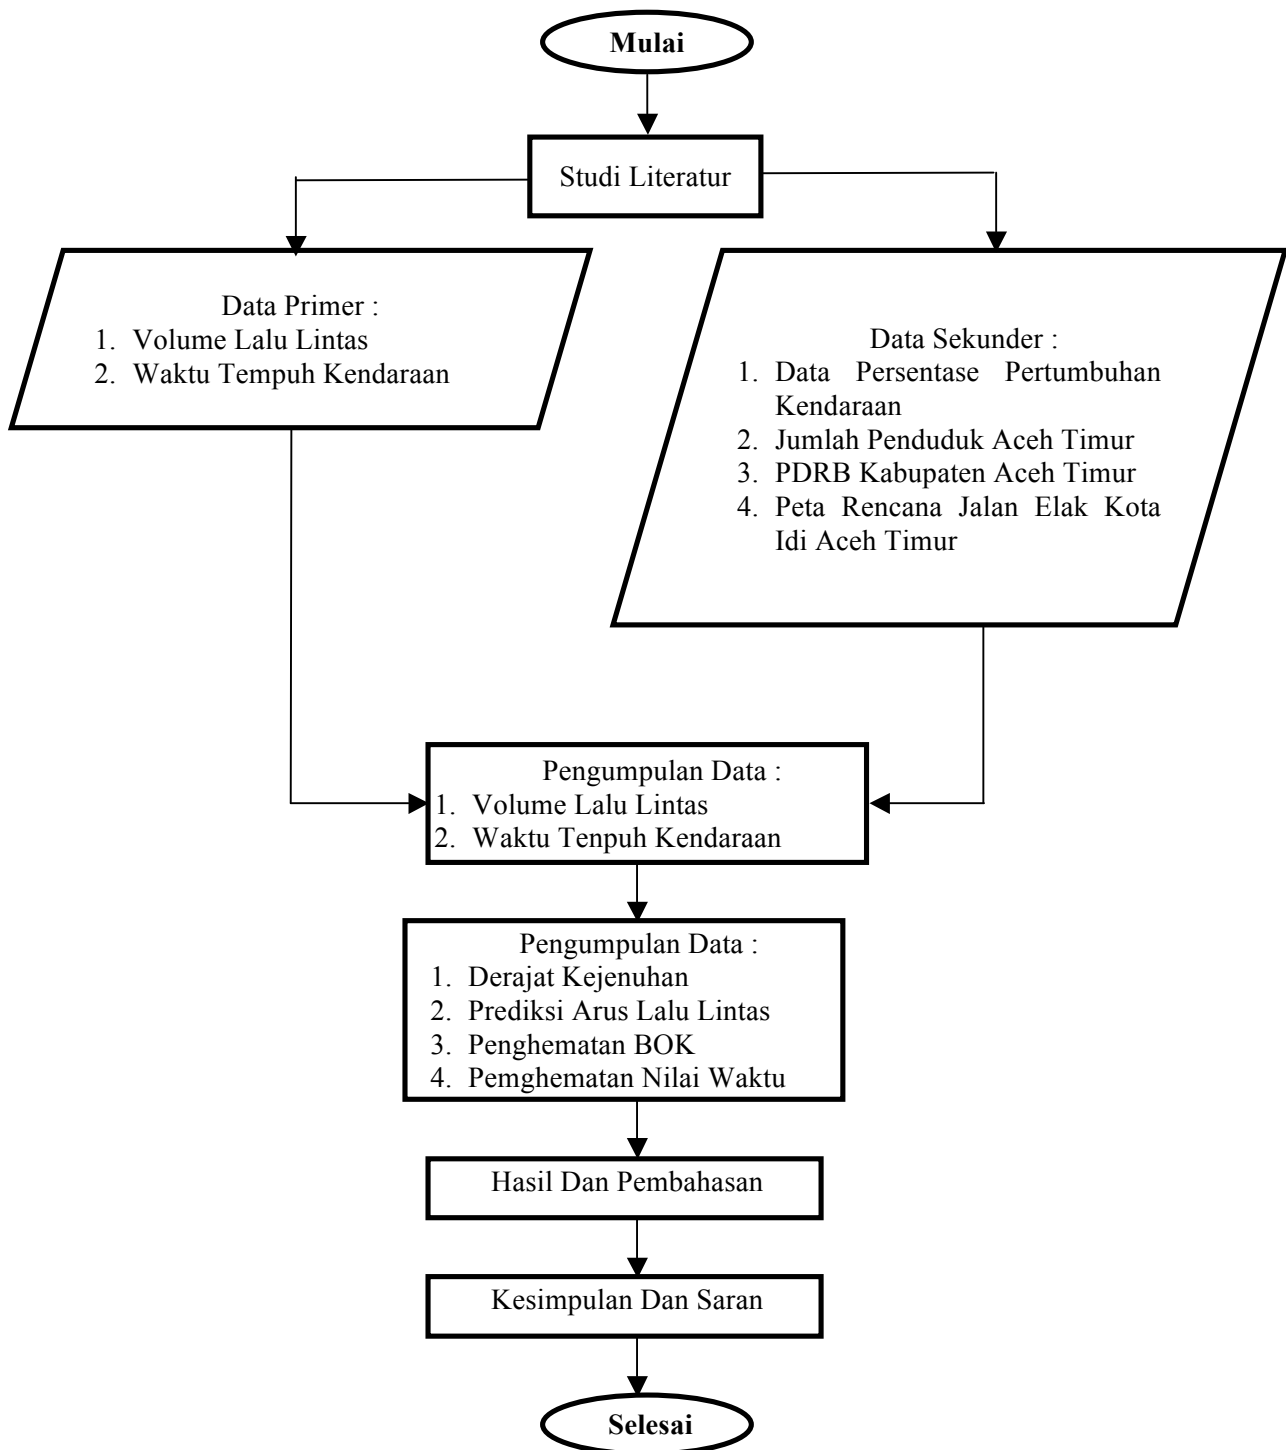 Mulai
Studi Literatur
Data Primer :
1. Volume Lalu Lintas
2. Waktu Tempuh Kendaraan
Data Sekunder :
1. Data Persentase Pertumbuhan
Kendaraan
2. Jumlah Penduduk Aceh Timur
3. PDRB Kabupaten Aceh Timur
4. Peta Rencana Jalan Elak Kota
Idi Aceh Timur
Pengumpulan Data :
1. Volume Lalu Lintas
2. Waktu Tenpuh Kendaraan
Pengumpulan Data :
1. Derajat Kejenuhan
2. Prediksi Arus Lalu Lintas
3. Penghematan BOK
4. Pemghematan Nilai Waktu
Hasil Dan Pembahasan
Kesimpulan Dan Saran
Selesai